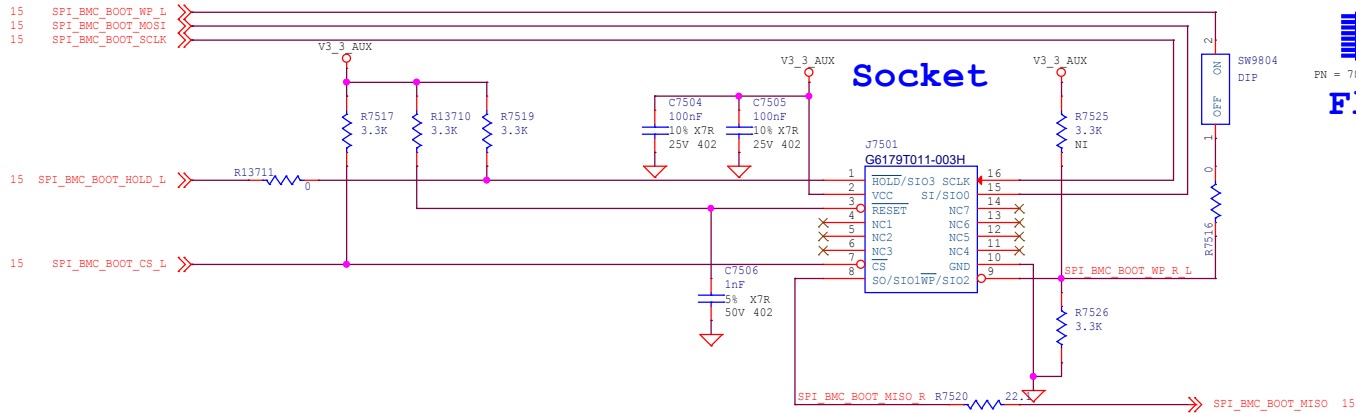 15 SPI_BMC_BOOT_WP_L
15 SPI_BMC_BOOT_MOSI
15 SPI_BMC_BOOT_SCLK
V3_3_AUX
V3_3_AUX
Socket
V3_3_AUX
2
ON
OFF
1
SW9804
DIP
R7517
3.3K
R13710
3.3K
R7519
3.3K
C7504
100nF
10% X7R
25V 402
C7505
100nF
10% X7R
25V 402
R7525
3.3K
NI
J7501
G6179T011-003H
15 SPI_BMC_BOOT_HOLD_L
R13711
0
1 HOLD/SIO3 SCLK 16
2 VCC SI/SIO0 15
3 RESET NC7 14
4 NC1 NC6 13
5 NC2 NC5 12
6 NC3 NC4 11
7 CS GND 10
8 SO/SIO1 WP/SIO2 9
0
R7516
15 SPI_BMC_BOOT_CS_L
C7506
1nF
5% X7R
50V 402
SPI_BMC_BOOT_WP_R_L
R7526
3.3K
SPI_BMC_BOOT_MISO_R R7520
SPI_BMC_BOOT_MISO 15